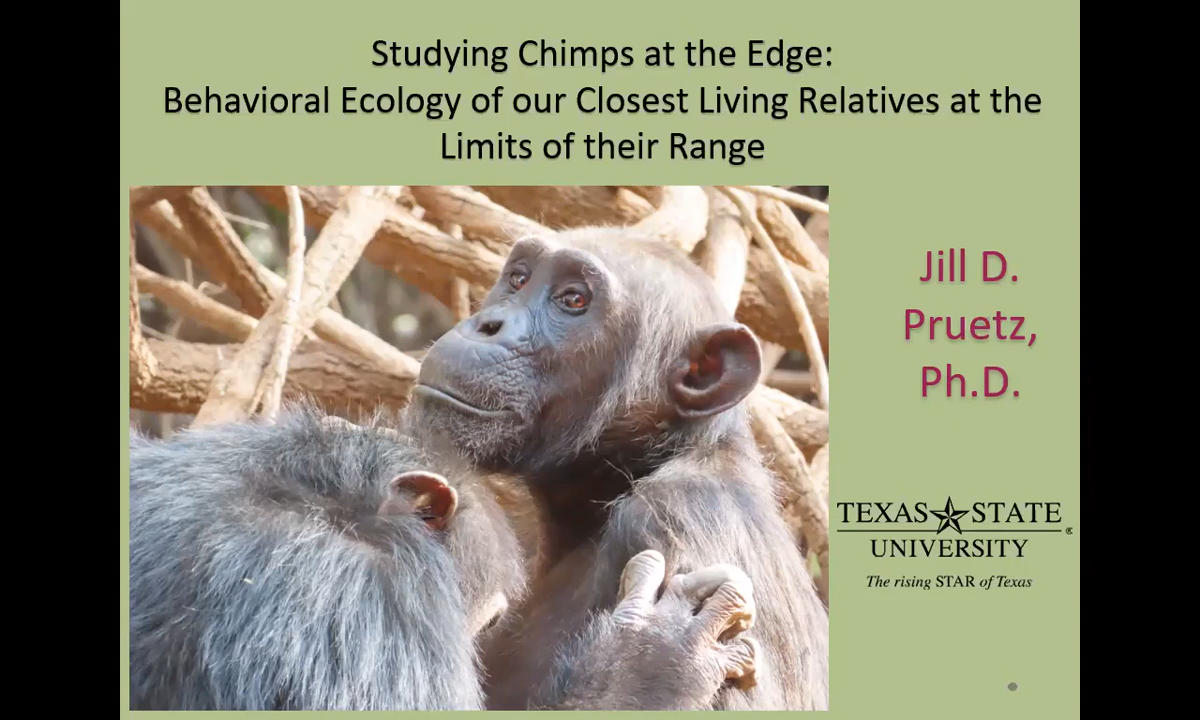 Studying Chimps at the Edge:
Behavioral Ecology of our Closest Living Relatives at the
Limits of their Range
Jill D.
Pruetz,
Ph.D.
TEXAS STATE
®
UNIVERSITY
The rising STAR of Texas